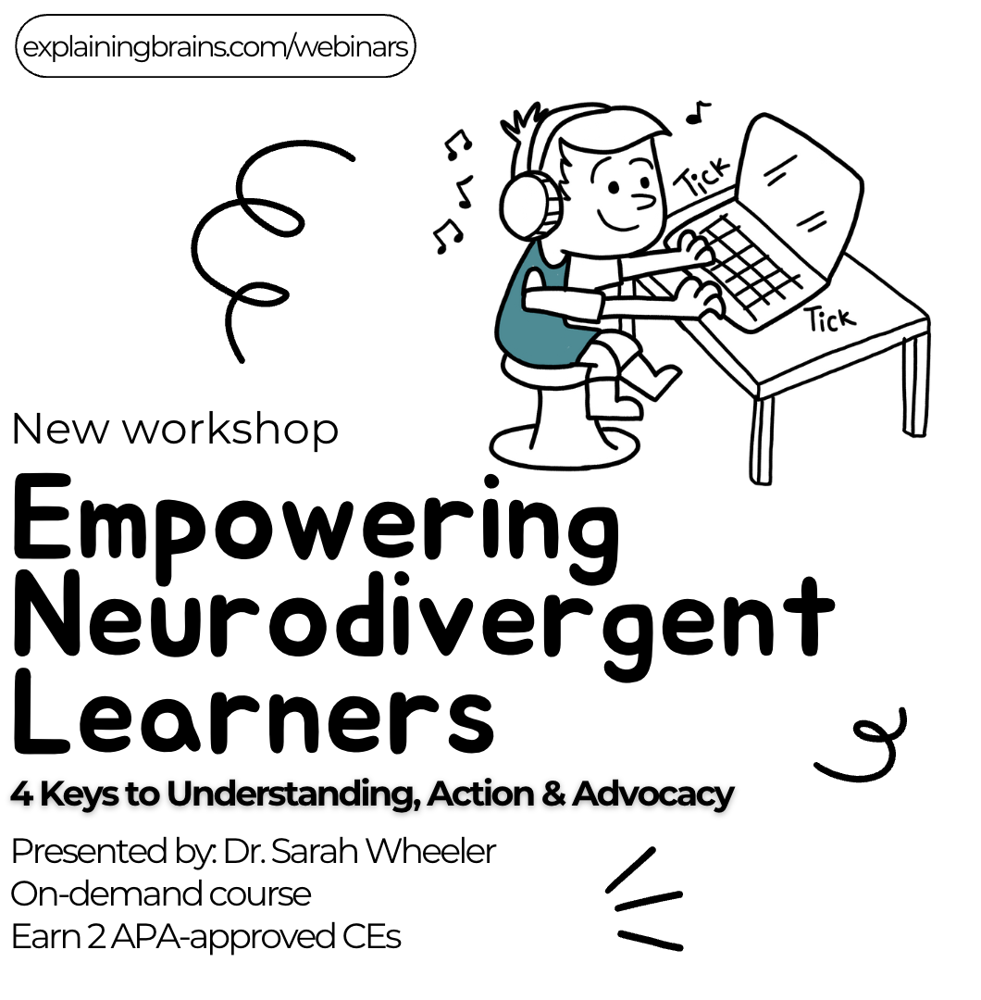 explainingbrains.com/webinars
Tick
Tick
New workshop
Empowering
Neurodivergent
Learners
4 Keys to Understanding, Action & Advocacy
Presented by: Dr. Sarah Wheeler
On-demand course
Earn 2 APA-approved CEs